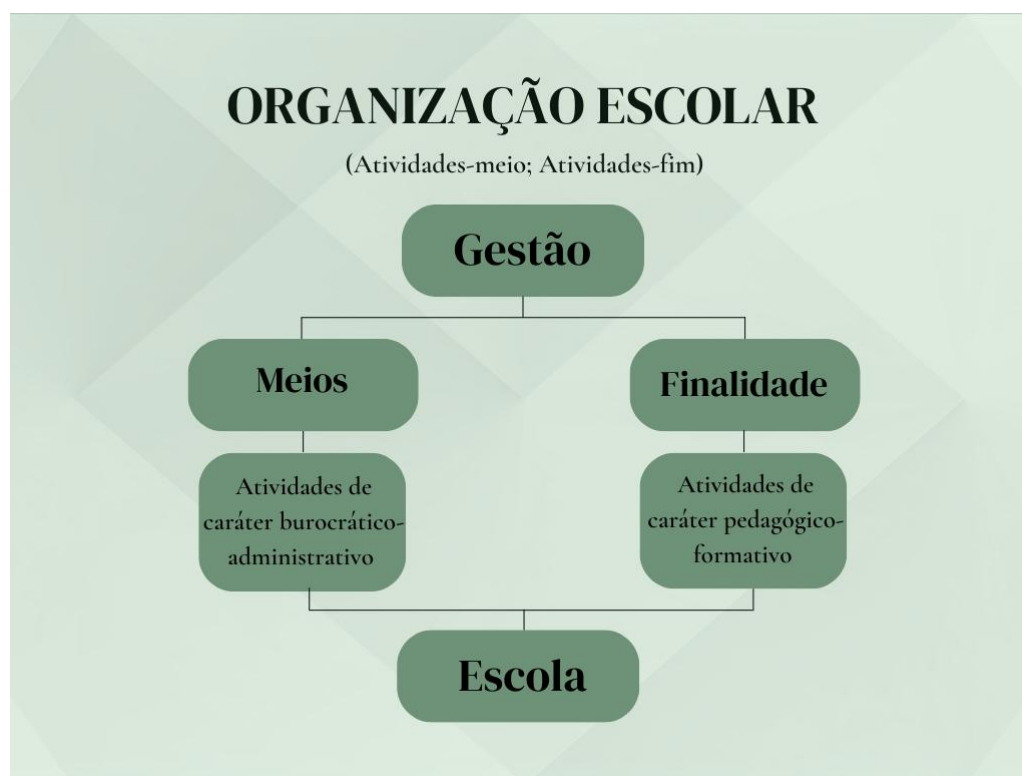 ORGANIZAÇÃO ESCOLAR
(Atividades-meio; Atividades-fim)
Gestão
Meios
Finalidade
Atividades de
caráter burocrático-
administrativo
Atividades de
caráter pedagógico-
formativo
Escola